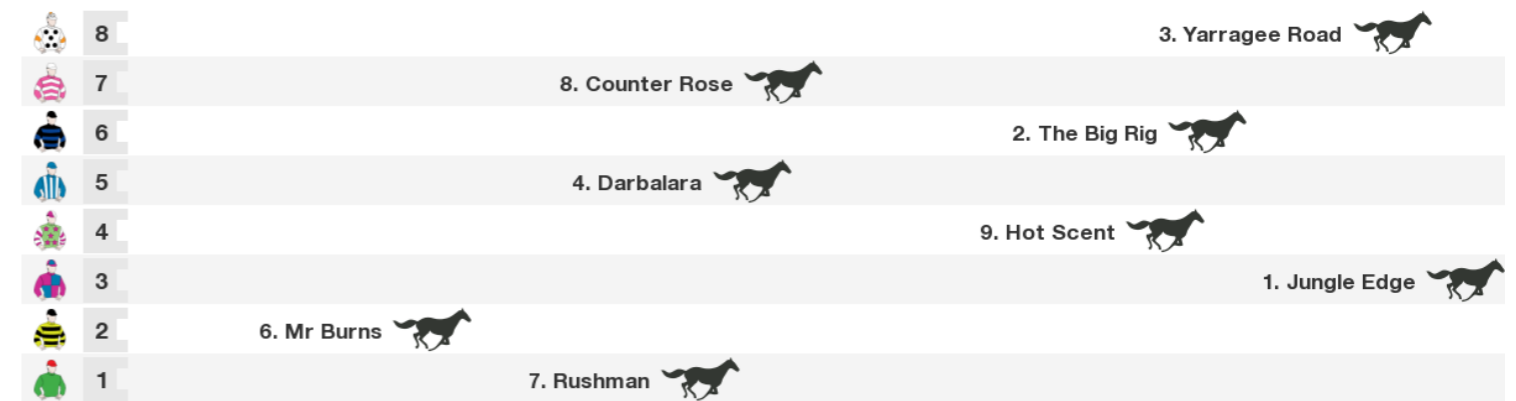 8 3. Yarragee Road
7 8. Counter Rose
6 2. The Big Rig
5 4. Darbalara
4 9. Hot Scent
3 1. Jungle Edge
2 6. Mr Burns
1 7. Rushman